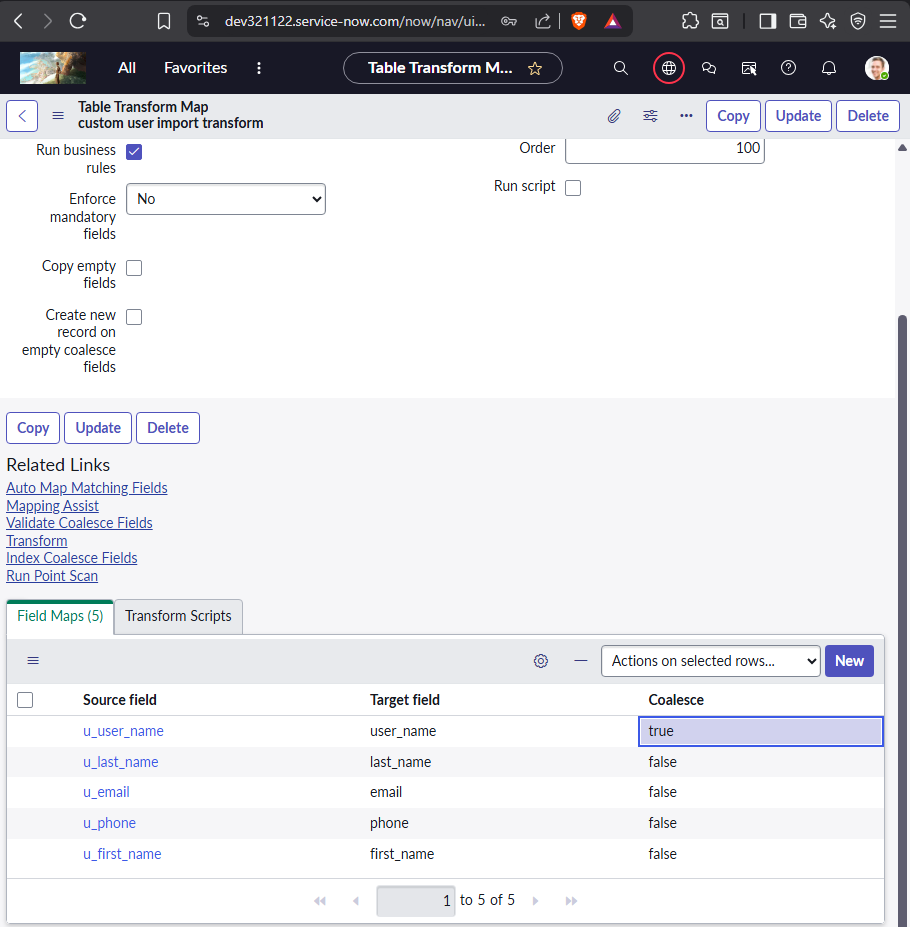 dev321122.service-now.com/now/nav/ui...
All Favorites Table Transform M...
Table Transform Map
custom user import transform
Copy Update Delete
Run business rules
Order 100
Run script
Enforce mandatory fields No
Copy empty fields
Create new record on empty coalesce fields
Copy Update Delete
Related Links
Auto Map Matching Fields
Mapping Assist
Validate Coalesce Fields
Transform
Index Coalesce Fields
Run Point Scan
Field Maps (5) Transform Scripts
Actions on selected rows... New
Source field Target field Coalesce
u_user_name user_name true
u_last_name last_name false
u_email email false
u_phone phone false
u_first_name first_name false
1 to 5 of 5